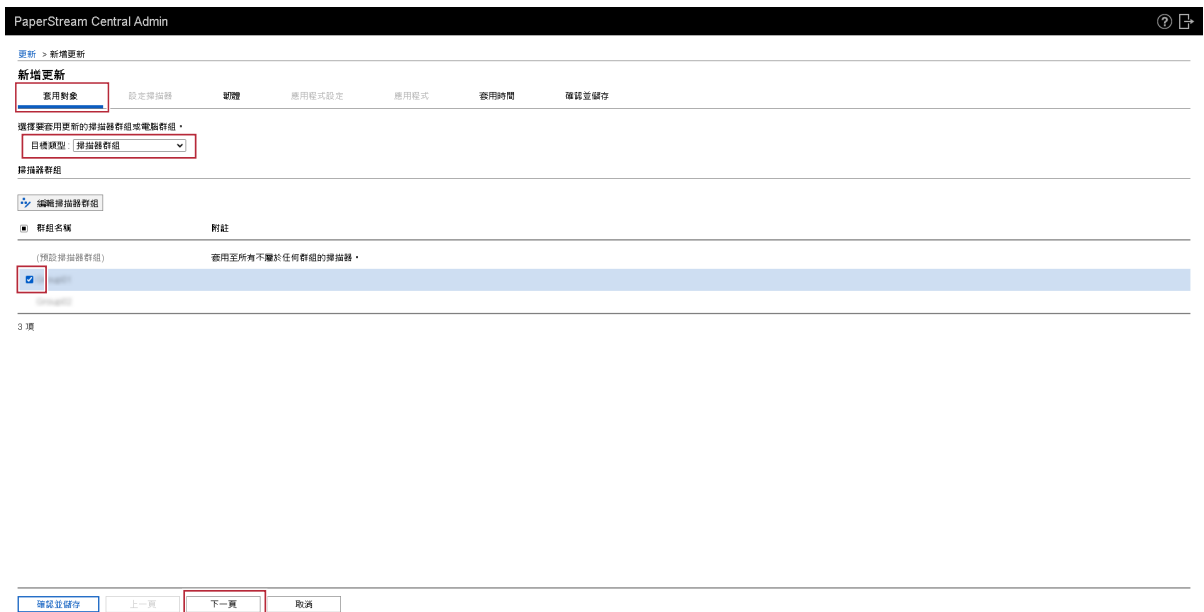 PaperStream Central Admin
更新 > 新增更新
新增更新
套用對象 設定掃描器 韌體 應用程式設定 應用程式 套用時間 確認並儲存
選擇要套用更新的掃描器群組或電腦群組。
目標類型: 掃描器群組
掃描器群組
編輯掃描器群組
群組名稱 附註
(預設掃描器群組) 套用至所有不屬於任何群組的掃描器。
3 項
確認並儲存 上一頁 下一頁 取消